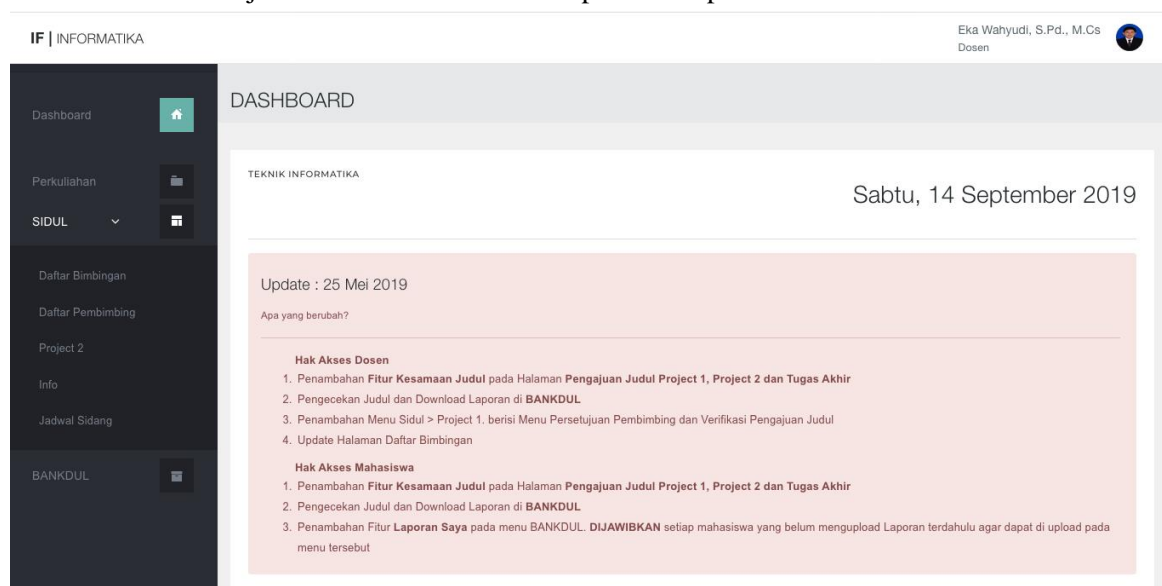 IF | INFORMATIKA
Eka Wahyudi, S.Pd., M.Cs
Dosen
Dashboard
Perkuliahan
SIDUL
Daftar Bimbingan
Daftar Pembimbing
Project 2
Info
Jadwal Sidang
BANKDUL
DASHBOARD
TEKNIK INFORMATIKA
Sabtu, 14 September 2019
Update : 25 Mei 2019
Apa yang berubah?
Hak Akses Dosen
1. Penambahan Fitur Kesamaan Judul pada Halaman Pengajuan Judul Project 1, Project 2 dan Tugas Akhir
2. Pengecekan Judul dan Download Laporan di BANKDUL
3. Penambahan Menu Sidul > Project 1. berisi Menu Persetujuan Pembimbing dan Verifikasi Pengajuan Judul
4. Update Halaman Daftar Bimbingan
Hak Akses Mahasiswa
1. Penambahan Fitur Kesamaan Judul pada Halaman Pengajuan Judul Project 1, Project 2 dan Tugas Akhir
2. Pengecekan Judul dan Download Laporan di BANKDUL
3. Penambahan Fitur Laporan Saya pada menu BANKDUL. DIJAWIBKAN setiap mahasiswa yang belum mengupload Laporan terdahulu agar dapat di upload pada
menu tersebut